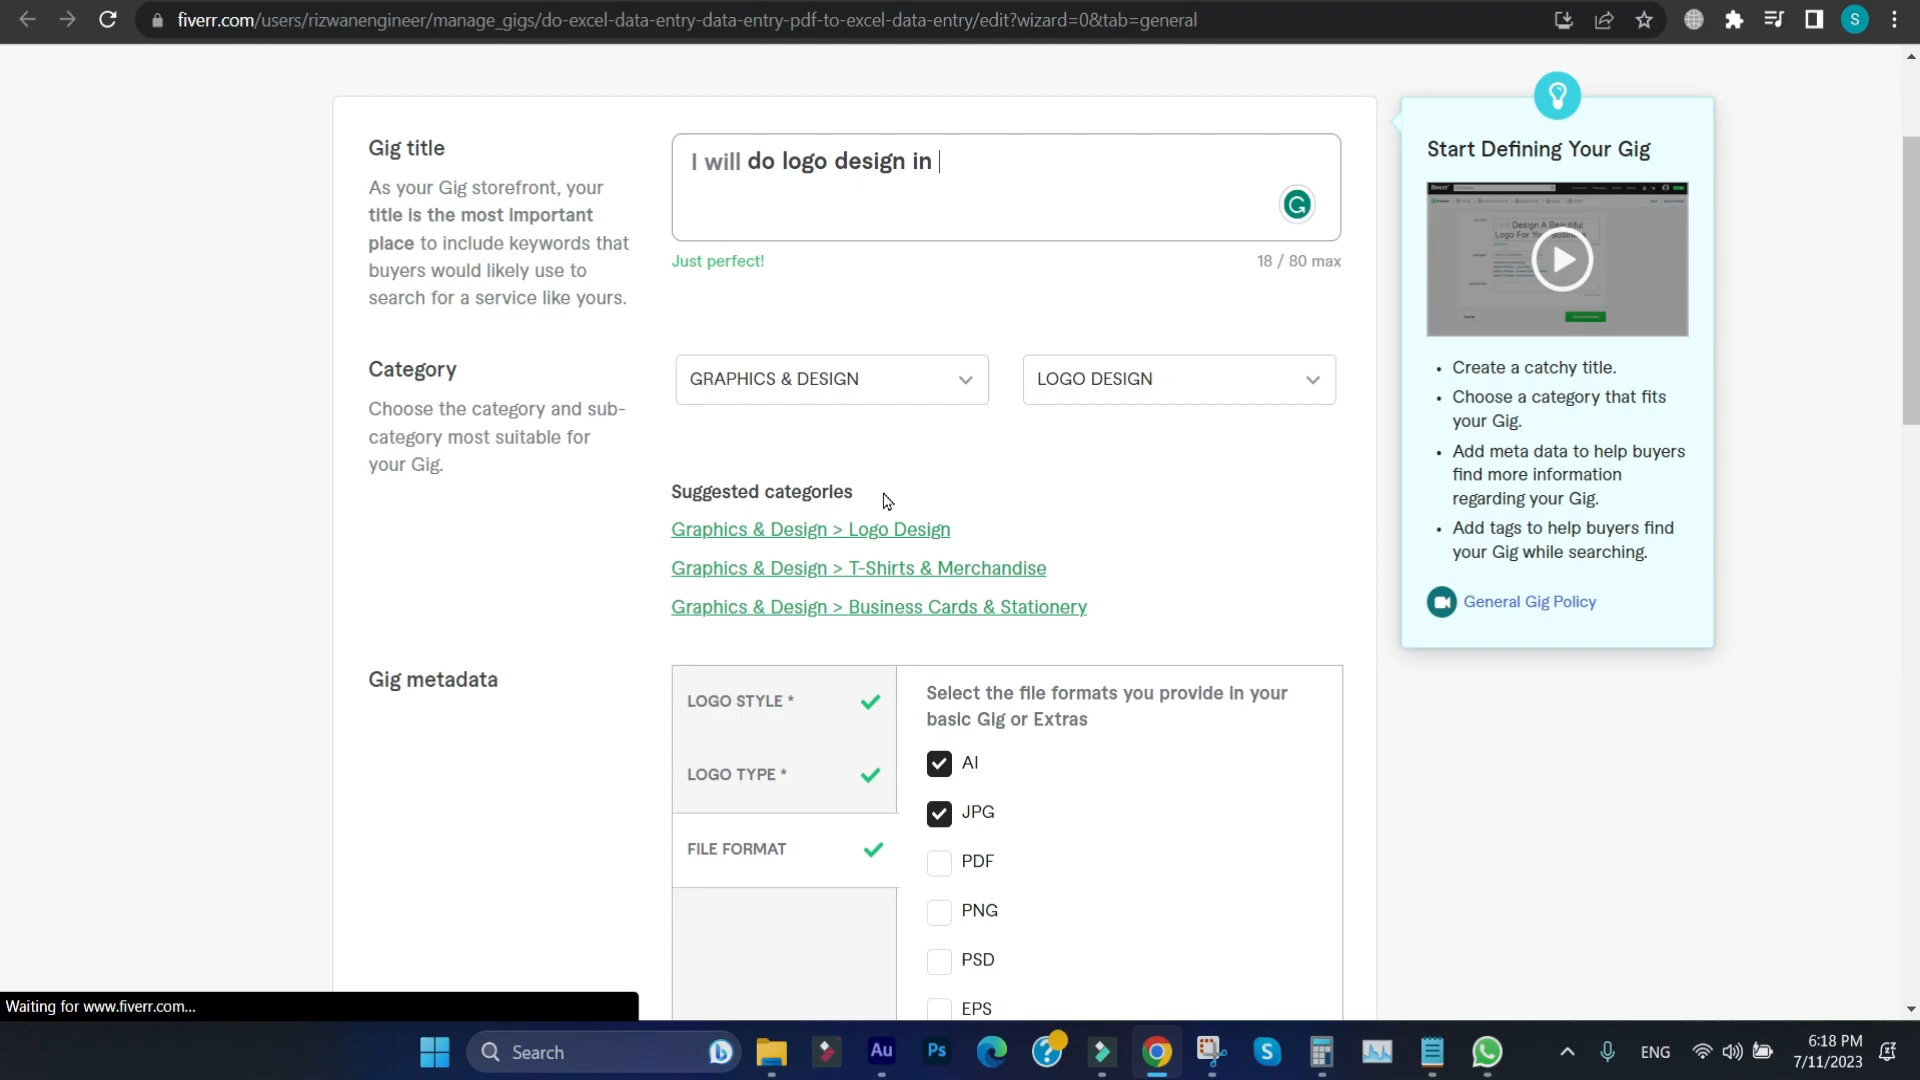 fiverr.com/users/rizwanengineer/manage_gigs/do-excel-data-entry-data-entry-pdf-to-excel-data-entry/edit?wizard=0&tab=general
S
Gig title
As your Gig storefront, your
title is the most important
place to include keywords that
buyers would likely use to
search for a service like yours.
I will do logo design in
Just perfect!
18 / 80 max
Category
Choose the category and sub-
category most suitable for
your Gig.
GRAPHICS & DESIGN
LOGO DESIGN
Suggested categories
Graphics & Design > Logo Design
Graphics & Design > T-Shirts & Merchandise
Graphics & Design > Business Cards & Stationery
Gig metadata
LOGO STYLE *
LOGO TYPE *
FILE FORMAT
Select the file formats you provide in your
basic Gig or Extras
AI
JPG
PDF
PNG
PSD
EPS
Start Defining Your Gig
Design A Beautiful
Logo For Your Business
• Create a catchy title.
• Choose a category that fits
your Gig.
• Add meta data to help buyers
find more information
regarding your Gig.
• Add tags to help buyers find
your Gig while searching.
General Gig Policy
Waiting for www.fiverr.com...
Search
Au
Ps
ENG
6:18 PM
7/11/2023